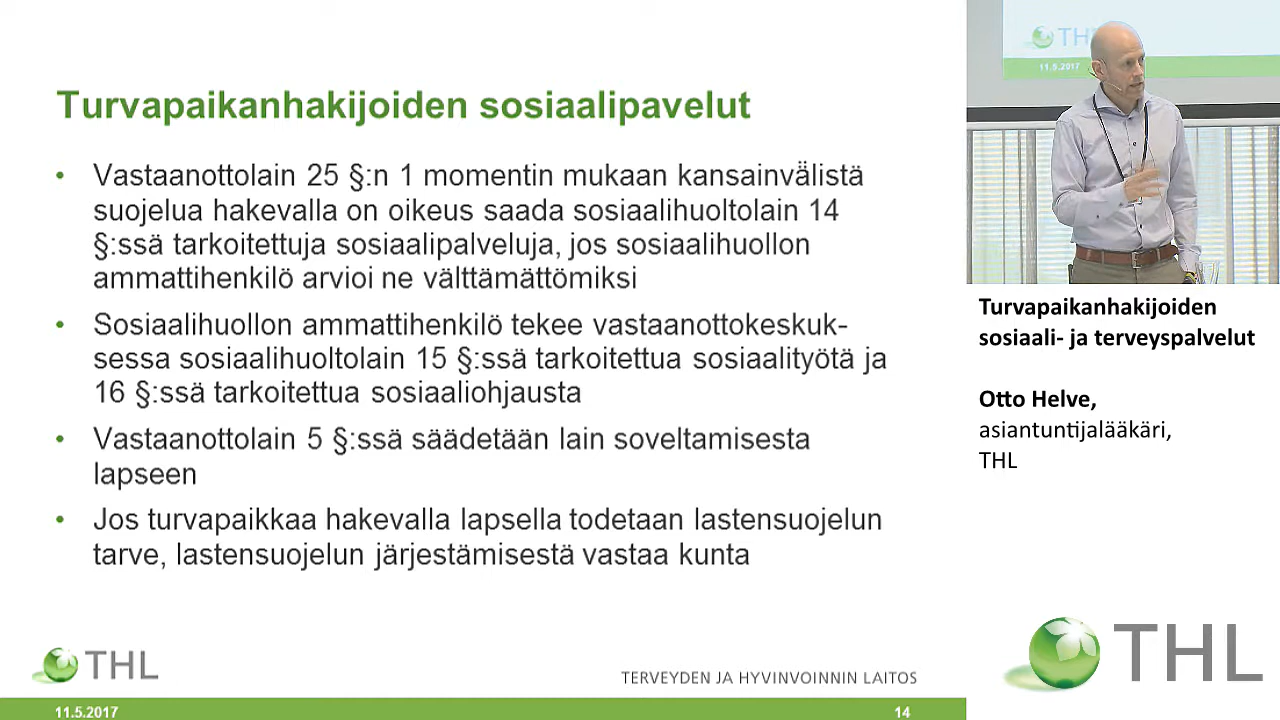 Turvapaikanhakijoiden sosiaalipavelut
• Vastaanottolain 25 §:n 1 momentin mukaan kansainvälistä
suojelua hakevalla on oikeus saada sosiaalihuoltolain 14
§:ssä tarkoitettuja sosiaalipalveluja, jos sosiaalihuollon
ammattihenkilö arvioi ne välttämättömiksi
• Sosiaalihuollon ammattihenkilö tekee vastaanottokeskuk-
sessa sosiaalihuoltolain 15 §:ssä tarkoitettua sosiaalityötä ja
16 §:ssä tarkoitettua sosiaaliohjausta
• Vastaanottolain 5 §:ssä säädetään lain soveltamisesta
lapseen
• Jos turvapaikkaa hakevalla lapsella todetaan lastensuojelun
tarve, lastensuojelun järjestämisestä vastaa kunta
THL
TERVEYDEN JA HYVINVOINNIN LAITOS
11.5.2017
14
THL
11.5.2017
Turvapaikanhakijoiden
sosiaali- ja terveyspalvelut
Otto Helve,
asiantuntijalääkäri,
THL
THL